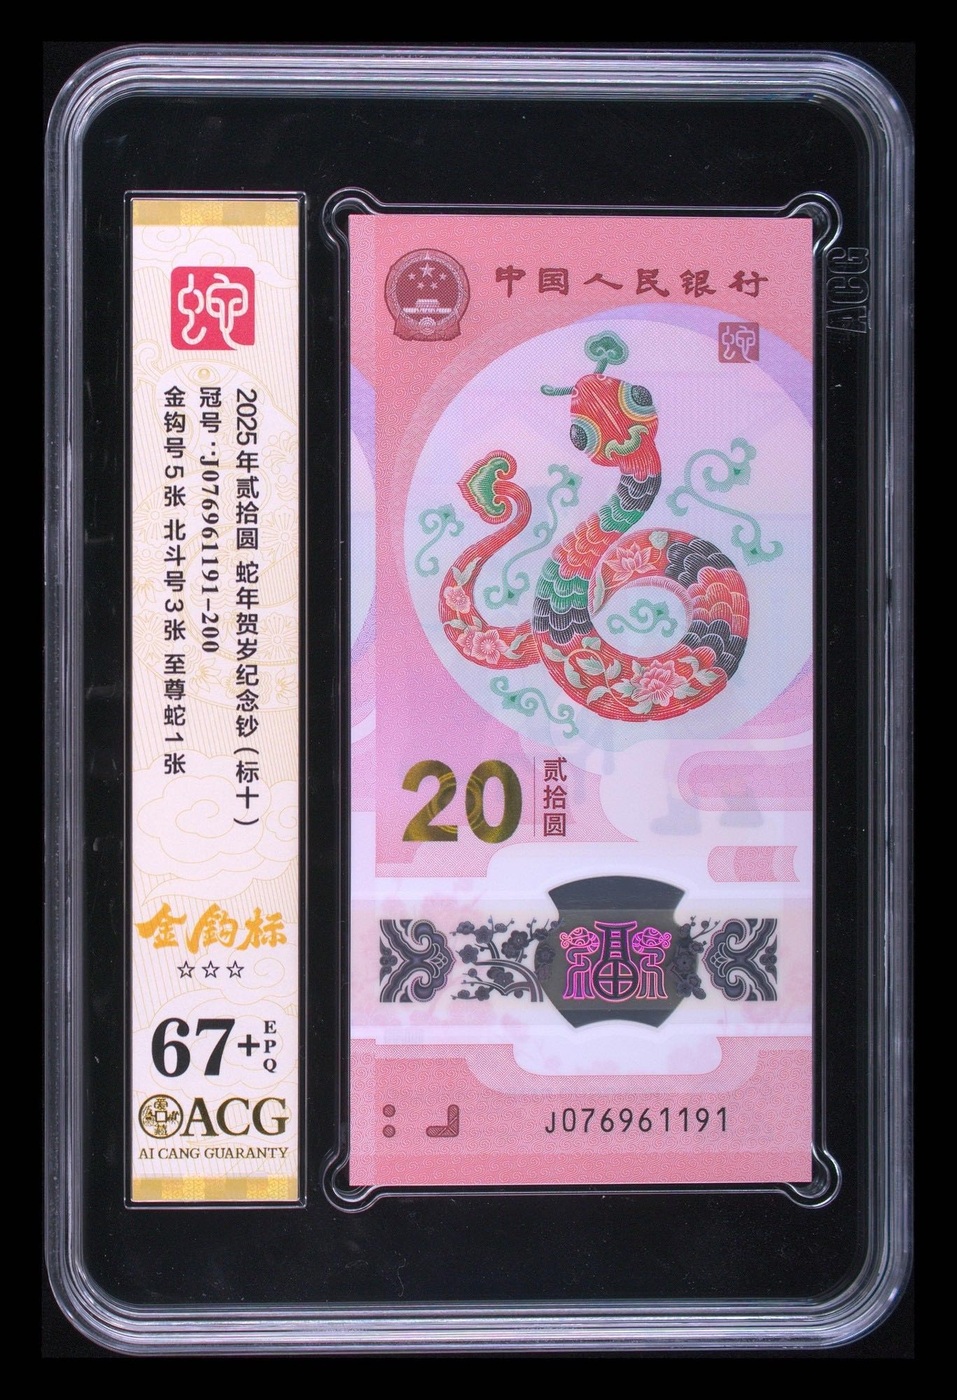 蛇
2025年贰拾圆 蛇年贺岁纪念钞(标十)
冠号:J076961191-200
金钩号5张 北斗号3张 至尊蛇1张
金钩标
☆☆☆
67+EPQ
ACG
AI CANG GUARANTY
中国人民银行
蛇
20 贰拾圆
福
J076961191
ACG